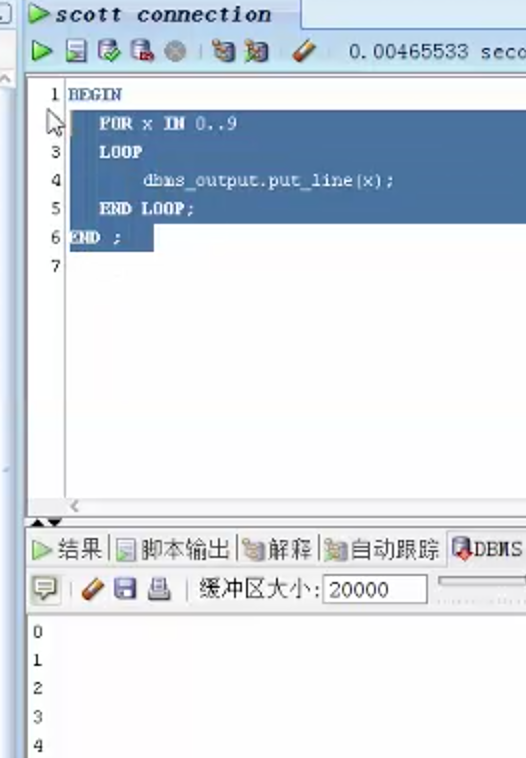 scott connection
0.00465533 seco
1 BEGIN
FOR x IN 0..9
3 LOOP
4 dbms_output.put_line(x);
5 END LOOP;
6 END ;
7
结果 脚本输出 解释 自动跟踪 DBMS
缓冲区大小: 20000
0
1
2
3
4